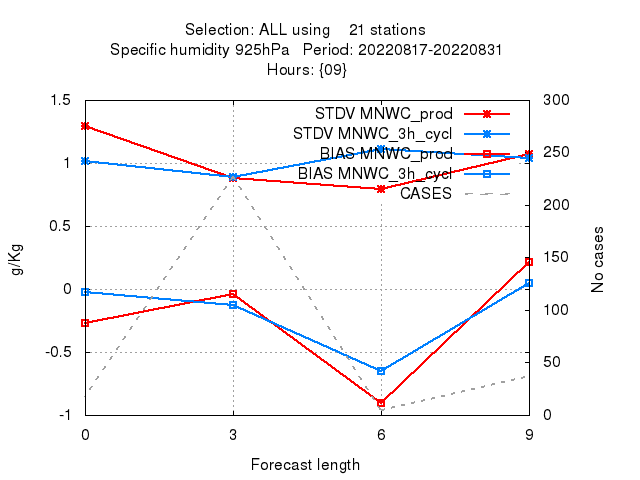 Selection: ALL using    21 stations
Specific humidity 925hPa   Period: 20220817-20220831
Hours: {09}
STDV MNWC_prod
STDV MNWC_3h_cycl
BIAS MNWC_prod
BIAS MNWC_3h_cycl
CASES
1.5
1
0.5
0
-0.5
-1
g/Kg
300
250
200
150
100
50
0
No cases
0 3 6 9
Forecast length